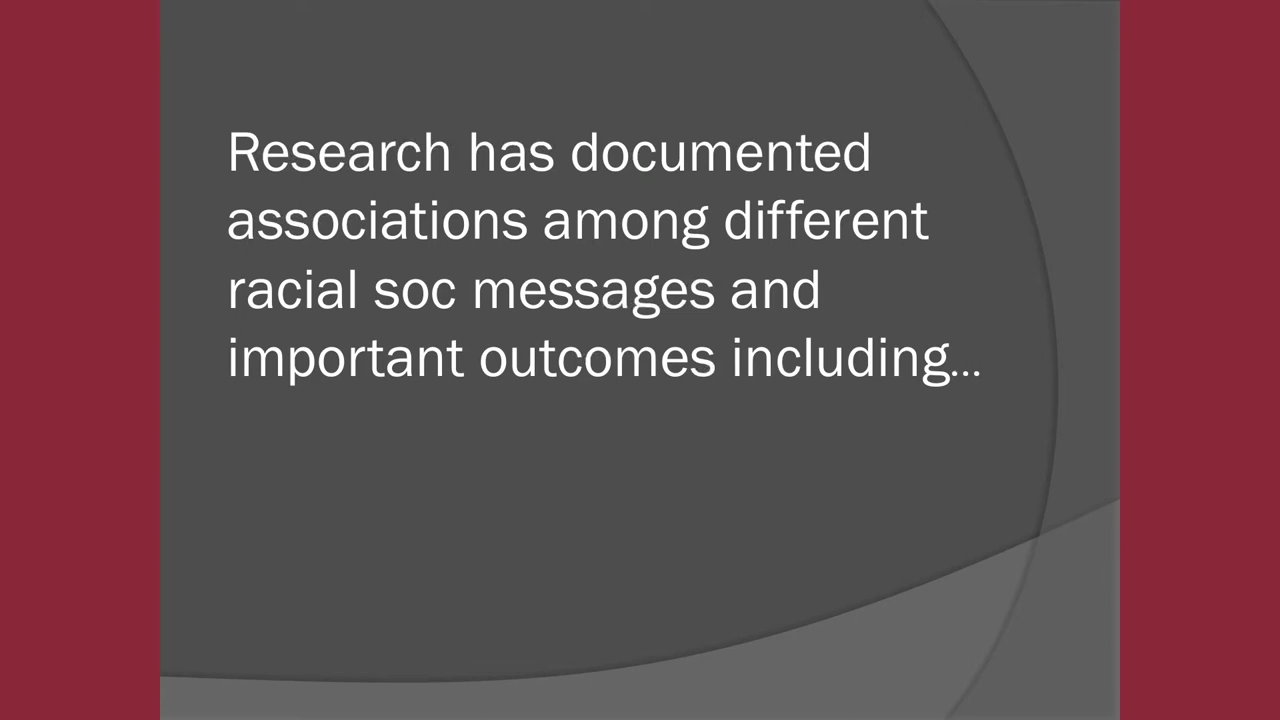 Research has documented
associations among different
racial soc messages and
important outcomes including...